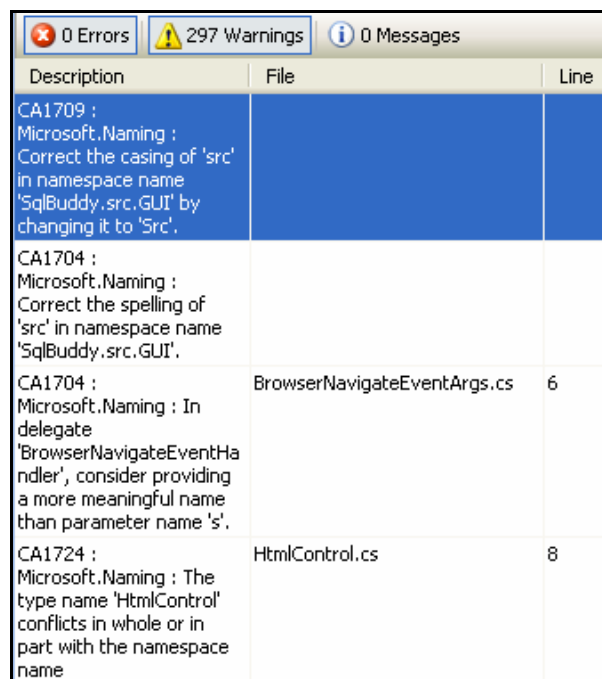 0 Errors 297 Warnings 0 Messages
Description File Line
CA1709 :
Microsoft.Naming :
Correct the casing of 'src'
in namespace name
'SqlBuddy.src.GUI' by
changing it to 'Src'.
CA1704 :
Microsoft.Naming :
Correct the spelling of
'src' in namespace name
'SqlBuddy.src.GUI'.
CA1704 : BrowserNavigateEventArgs.cs 6
Microsoft.Naming : In
delegate
'BrowserNavigateEventHa
ndler', consider providing
a more meaningful name
than parameter name 's'.
CA1724 : HtmlControl.cs 8
Microsoft.Naming : The
type name 'HtmlControl'
conflicts in whole or in
part with the namespace
name